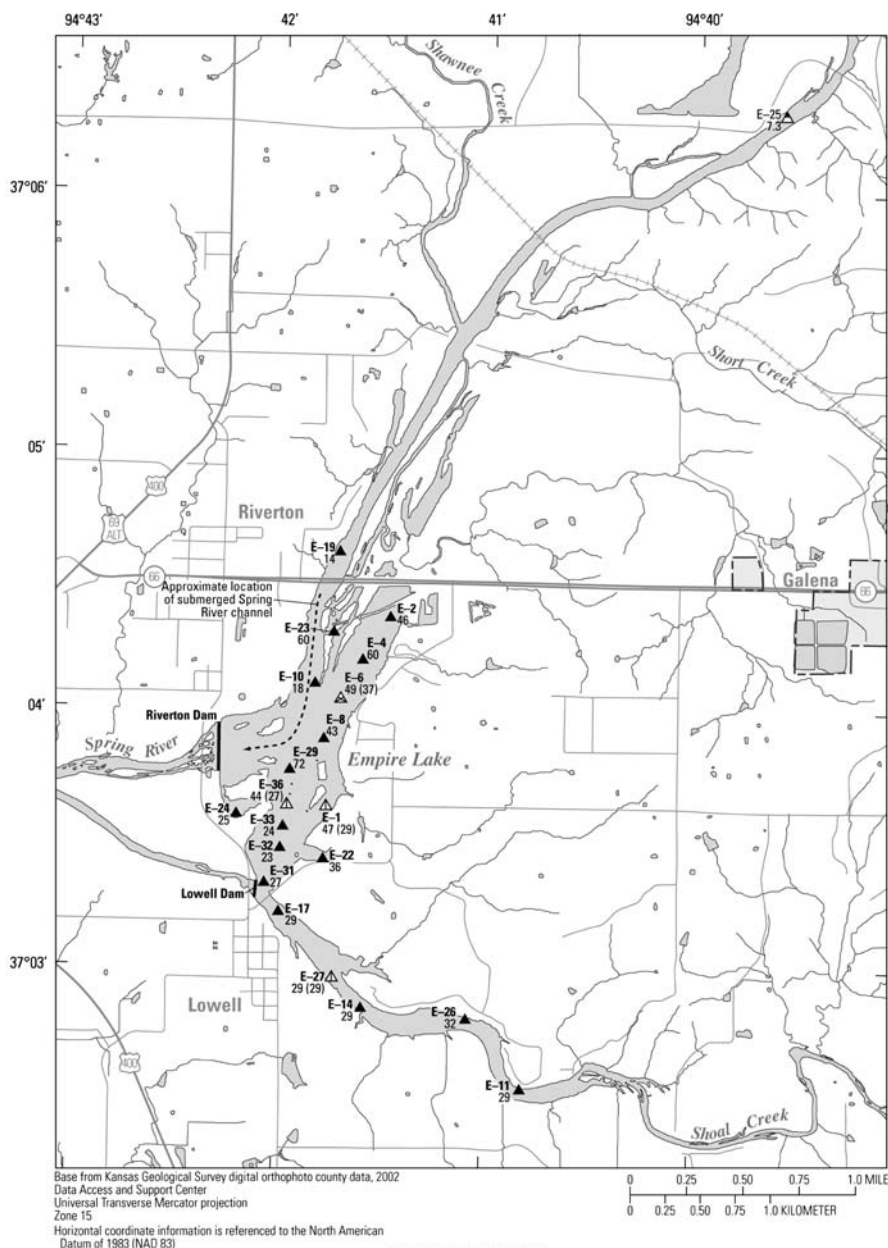 94°43′
42′
41′
94°40′
Shawnee
Creek
E–25
7.3
37°06′
Short Creek
05′
400
69
ALT
Riverton
E–19
14
66
Galena
66
Approximate location
of submerged Spring
River channel
E–2
46
E–23
60
E–4
60
E–10
18
E–6
49 (37)
04′
Riverton Dam
E–8
43
Spring River
E–29
72
Empire Lake
E–36
44 (27)
E–24
25
E–1
47 (29)
E–33
24
E–32
23
E–22
36
E–31
27
Lowell Dam
E–17
29
37°03′
E–27
29 (29)
Lowell
E–14
29
E–26
32
400
E–11
29
Shoal Creek
Base from Kansas Geological Survey digital orthophoto county data, 2002
Data Access and Support Center
Universal Transverse Mercator projection
Zone 15
Horizontal coordinate information is referenced to the North American
Datum of 1983 (NAD 83)
0 0.25 0.50 0.75 1.0 MILE
0 0.25 0.50 0.75 1.0 KILOMETER